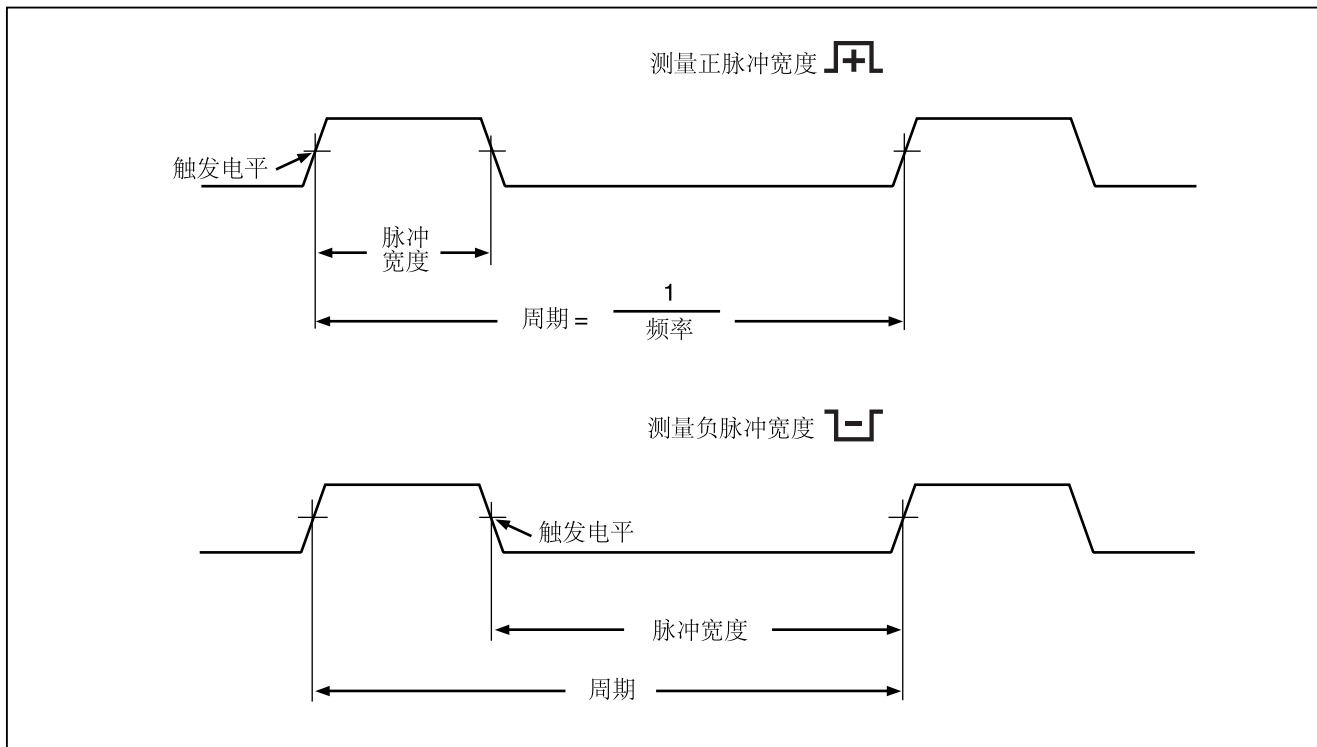 测量正脉冲宽度
触发电平
脉冲
宽度
周期 = 1
频率
测量负脉冲宽度
触发电平
脉冲宽度
周期